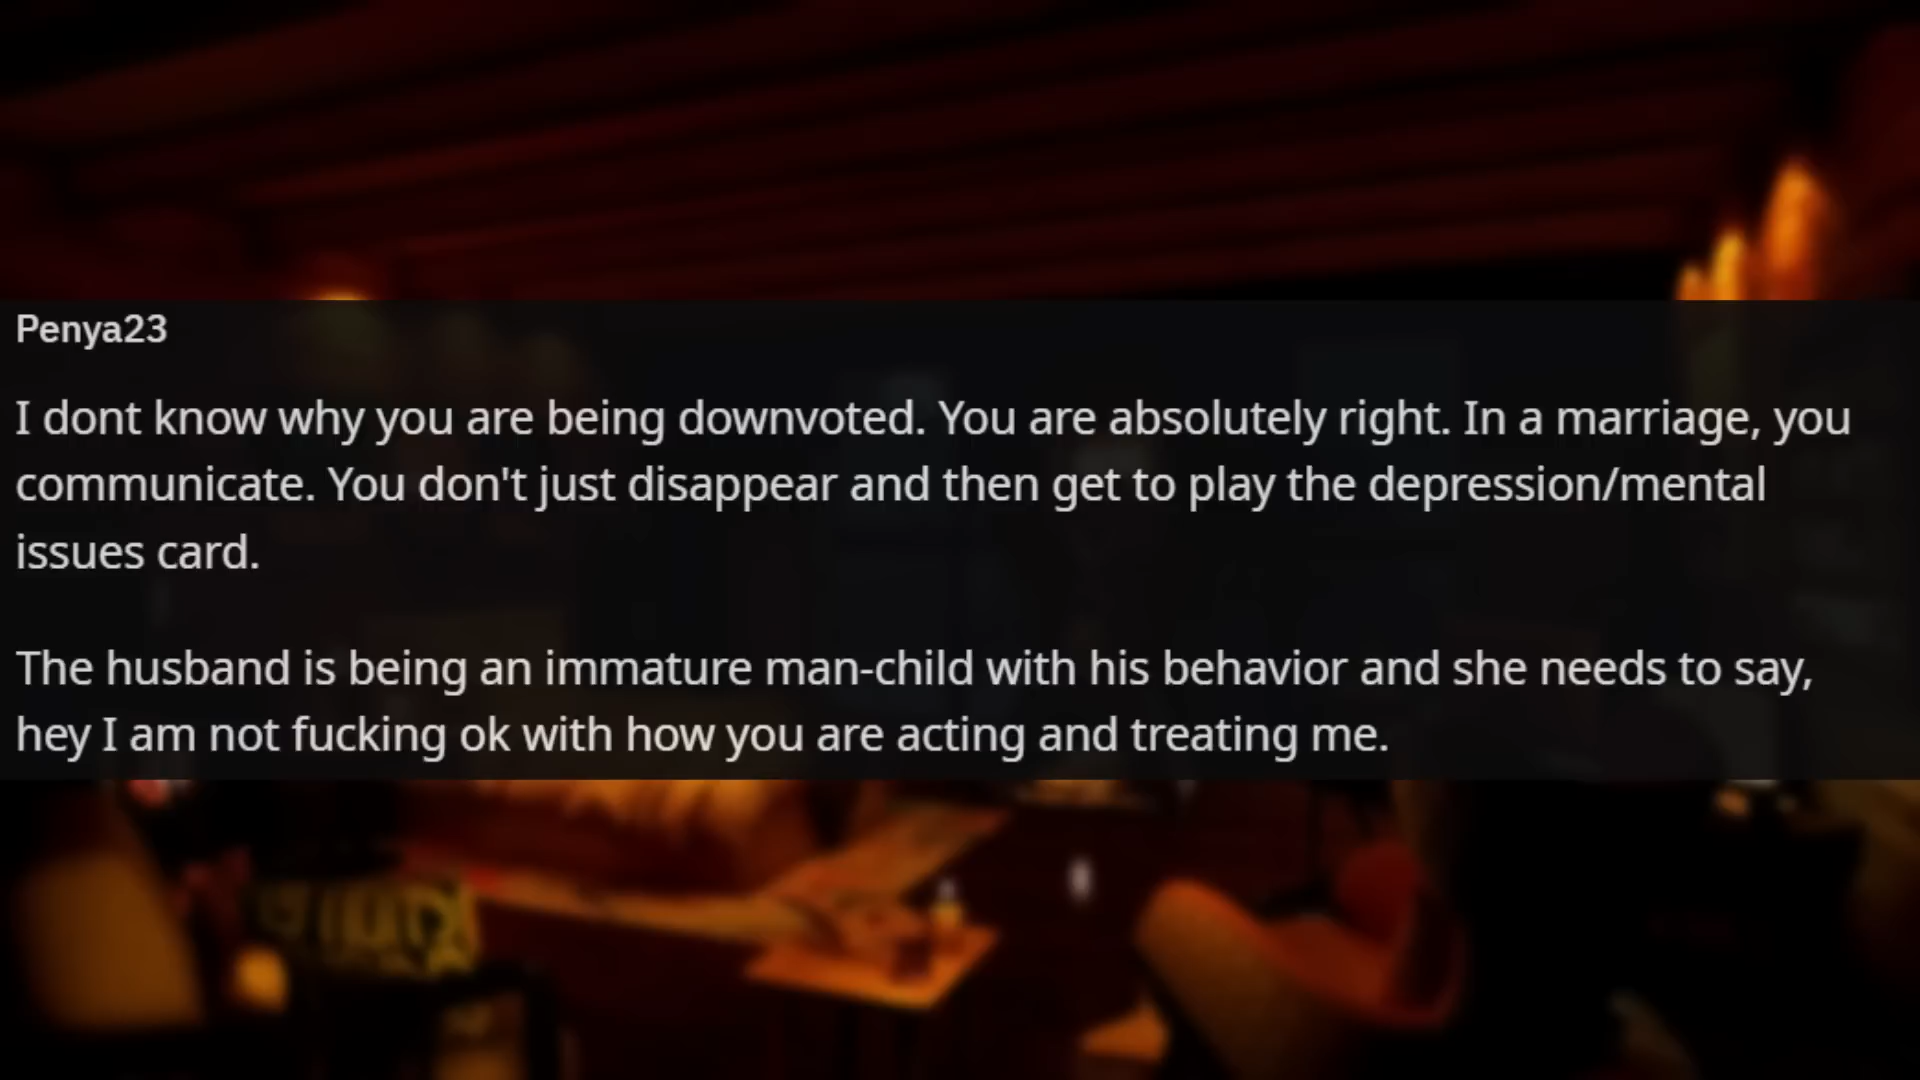 Penya23
I dont know why you are being downvoted. You are absolutely right. In a marriage, you
communicate. You don't just disappear and then get to play the depression/mental
issues card.
The husband is being an immature man-child with his behavior and she needs to say,
hey I am not fucking ok with how you are acting and treating me.